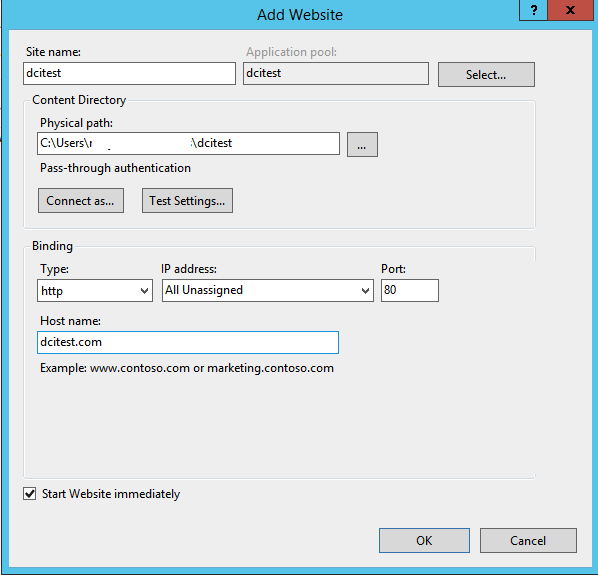 Add Website
? x
Site name: Application pool:
dcitest dcitest Select...
Content Directory
Physical path:
C:\Users\ \dcitest ...
Pass-through authentication
Connect as... Test Settings...
Binding
Type: IP address: Port:
http All Unassigned 80
Host name:
dcitest.com
Example: www.contoso.com or marketing.contoso.com
Start Website immediately
OK Cancel